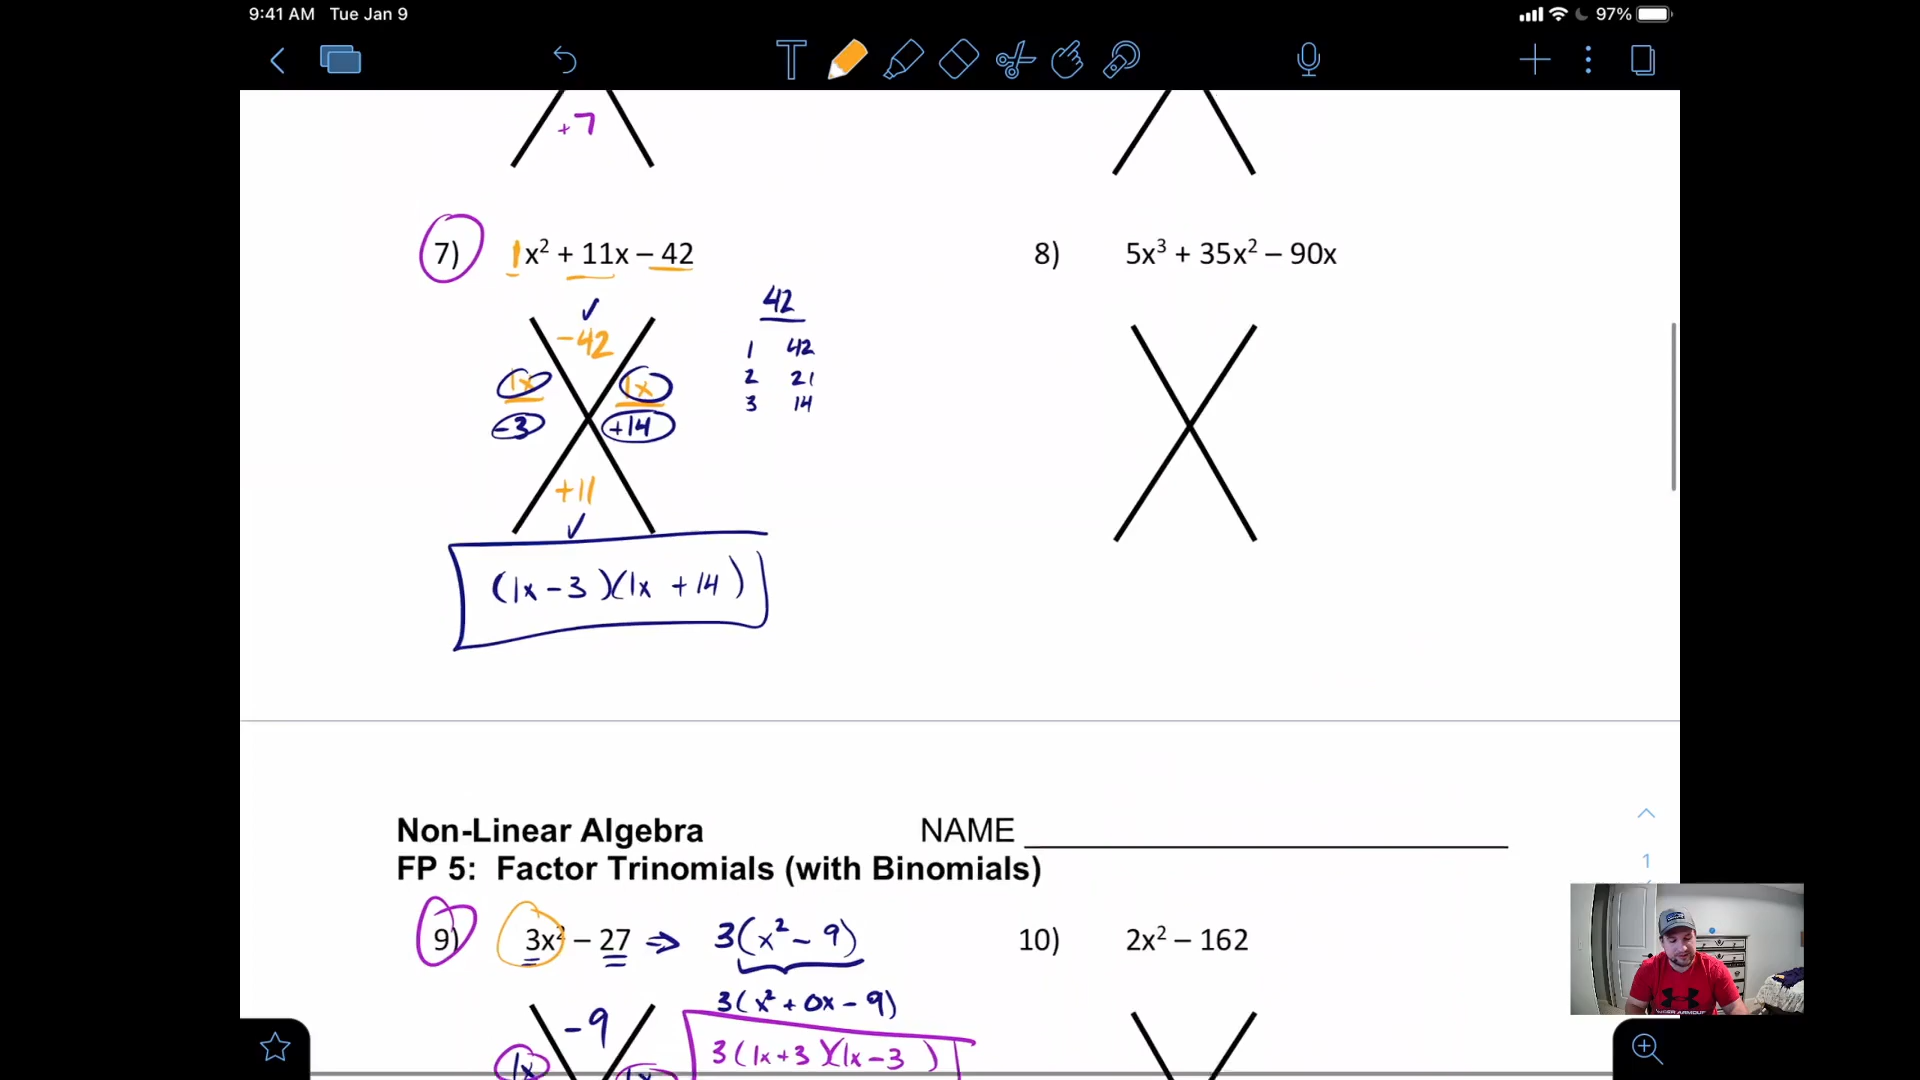 9:41 AM Tue Jan 9
97%
+7
7) 1x² + 11x – 42
8) 5x³ + 35x² – 90x
✓
-42
1x 1x
-3 +14
+11
✓
42
1 42
2 21
3 14
(1x - 3)(1x + 14)
Non-Linear Algebra NAME
FP 5: Factor Trinomials (with Binomials)
9) 3x² – 27 ⇒ 3(x² - 9)
10) 2x² – 162
3(x² + 0x - 9)
-9
3(1x+3)(1x-3)
1x
1